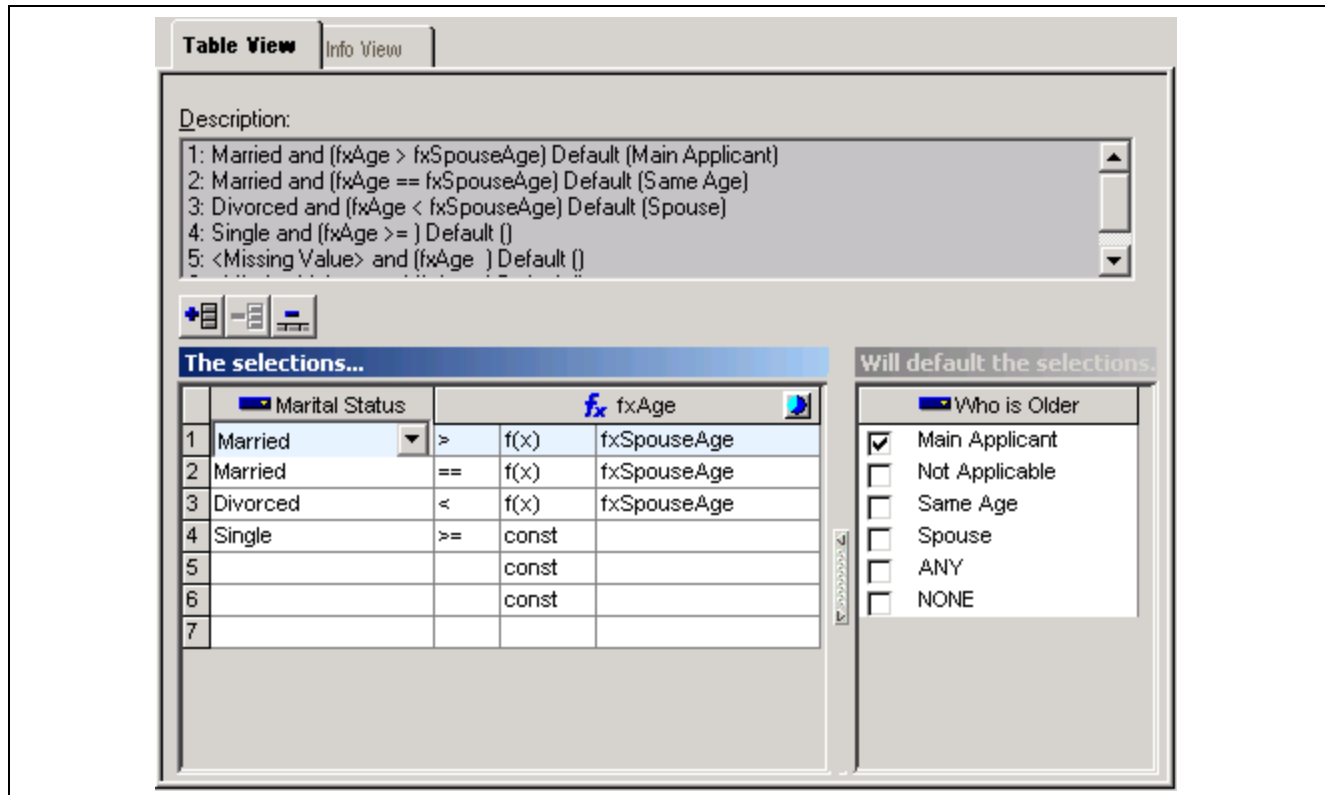 Table View Info View
Description:
1: Married and (fxAge > fxSpouseAge) Default (Main Applicant)
2: Married and (fxAge == fxSpouseAge) Default (Same Age)
3: Divorced and (fxAge < fxSpouseAge) Default (Spouse)
4: Single and (fxAge >= ) Default ()
5: <Missing Value> and (fxAge  ) Default ()
The selections...
Marital Status fx fxAge
1 Married > f(x) fxSpouseAge
2 Married == f(x) fxSpouseAge
3 Divorced < f(x) fxSpouseAge
4 Single >= const
5 const
6 const
7
Will default the selections.
Who is Older
Main Applicant
Not Applicable
Same Age
Spouse
ANY
NONE